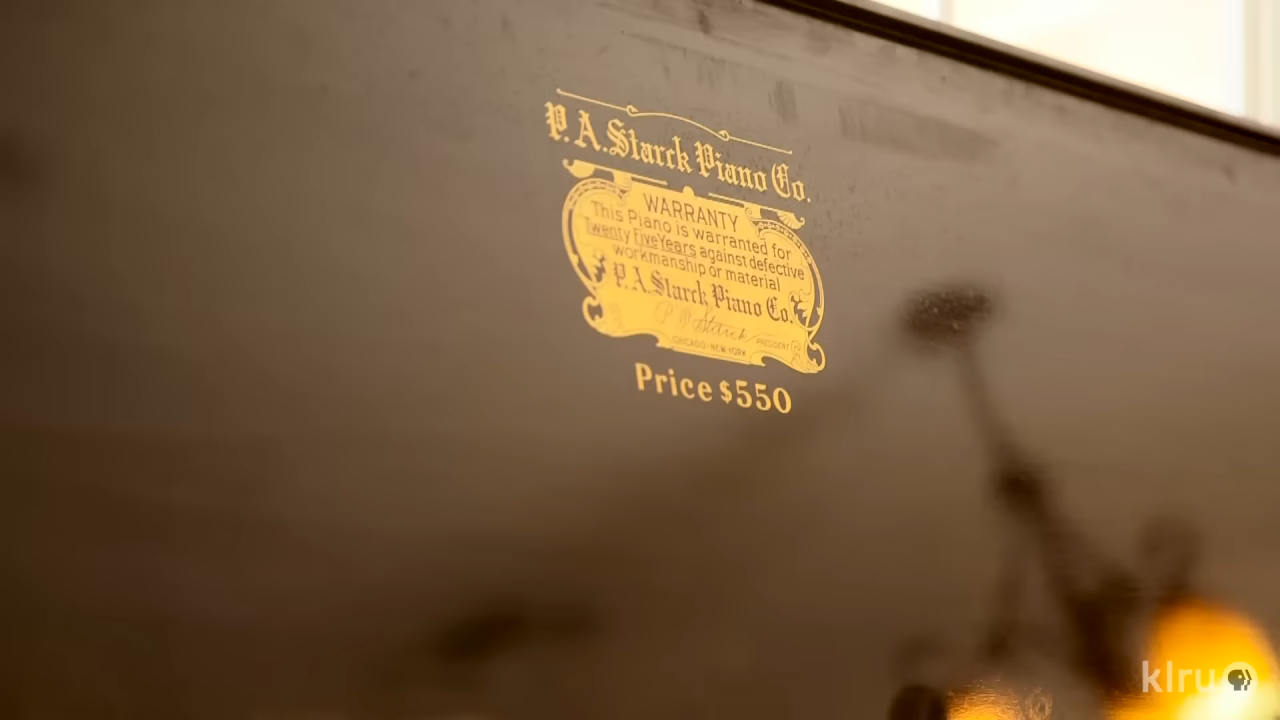 P. A. Starck Piano Co.
WARRANTY
This Piano is warranted for
Twenty Five Years against defective
workmanship or material
P. A. Starck Piano Co.
P. A. Starck PRESIDENT
CHICAGO-NEW YORK
Price $550
klru